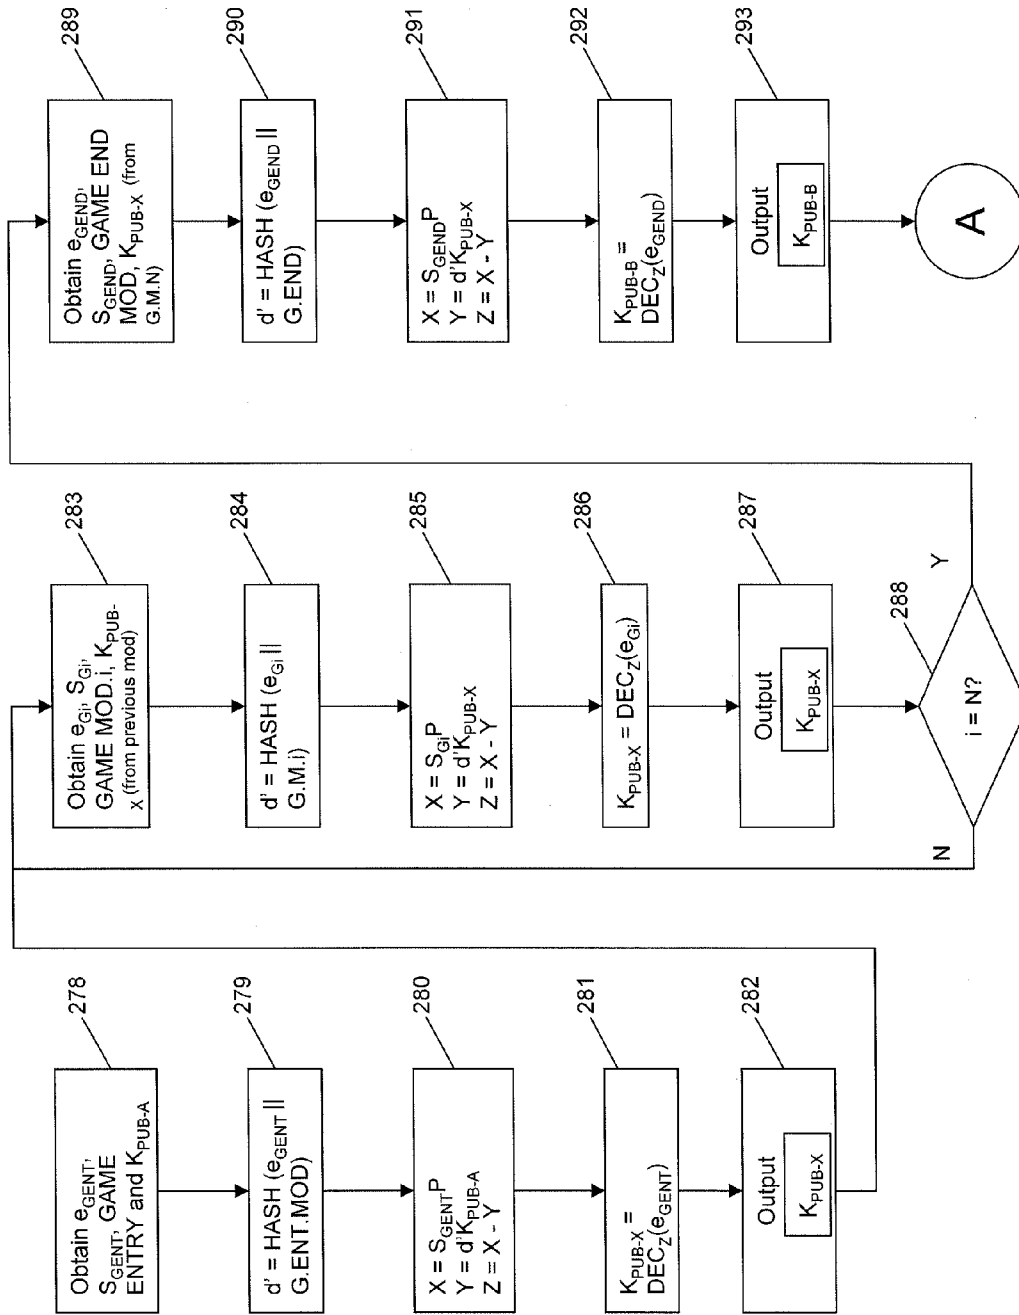 278
Obtain eGENT,
SGENT, GAME
ENTRY and KPUB-A
279
d' = HASH (eGENT ||
G.ENT.MOD)
280
X = SGENTP
Y = d'KPUB-A
Z = X - Y
281
KPUB-X =
DECZ(eGENT)
282
Output
KPUB-X
283
Obtain eGi, SGi,
GAME MOD.i, KPUB-
X (from previous mod)
284
d' = HASH (eGi ||
G.M.i)
285
X = SGiP
Y = d'KPUB-X
Z = X - Y
286
KPUB-X = DECZ(eGi)
287
Output
KPUB-X
288
i = N?
N
Y
289
Obtain eGEND,
SGEND, GAME END
MOD, KPUB-X (from
G.M.N)
290
d' = HASH (eGEND ||
G.END)
291
X = SGENDP
Y = d'KPUB-X
Z = X - Y
292
KPUB-B =
DECZ(eGEND)
293
Output
KPUB-B
A